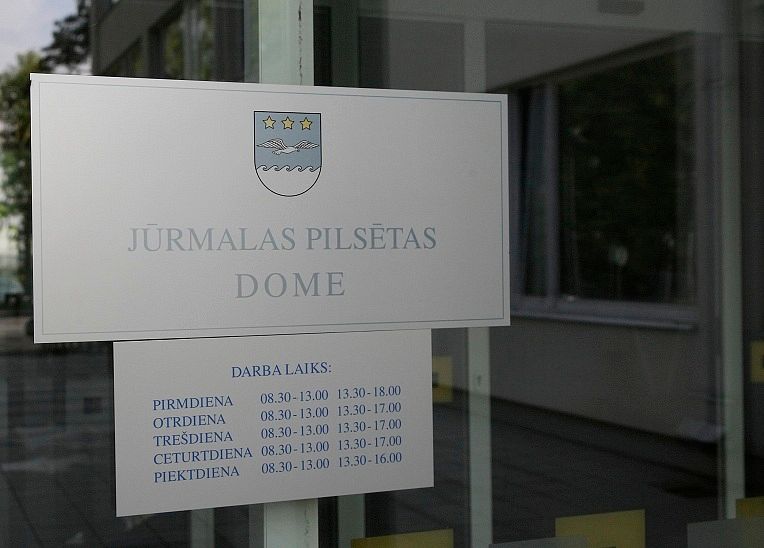 JŪRMALAS PILSĒTAS
DOME
DARBA LAIKS:
PIRMDIENA 08.30-13.00 13.30-18.00
OTRDIENA 08.30-13.00 13.30-17.00
TREŠDIENA 08.30-13.00 13.30-17.00
CETURTDIENA 08.30-13.00 13.30-17.00
PIEKTDIENA 08.30-13.00 13.30-16.00